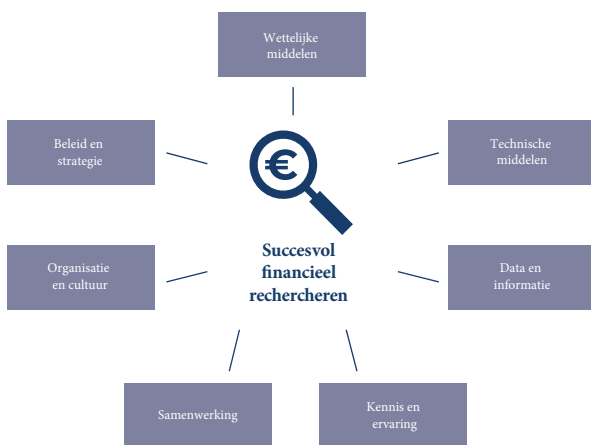 Wettelijke
middelen
Beleid en
strategie
Technische
middelen
€
Succesvol
financieel
rechercheren
Organisatie
en cultuur
Data en
informatie
Samenwerking
Kennis en
ervaring